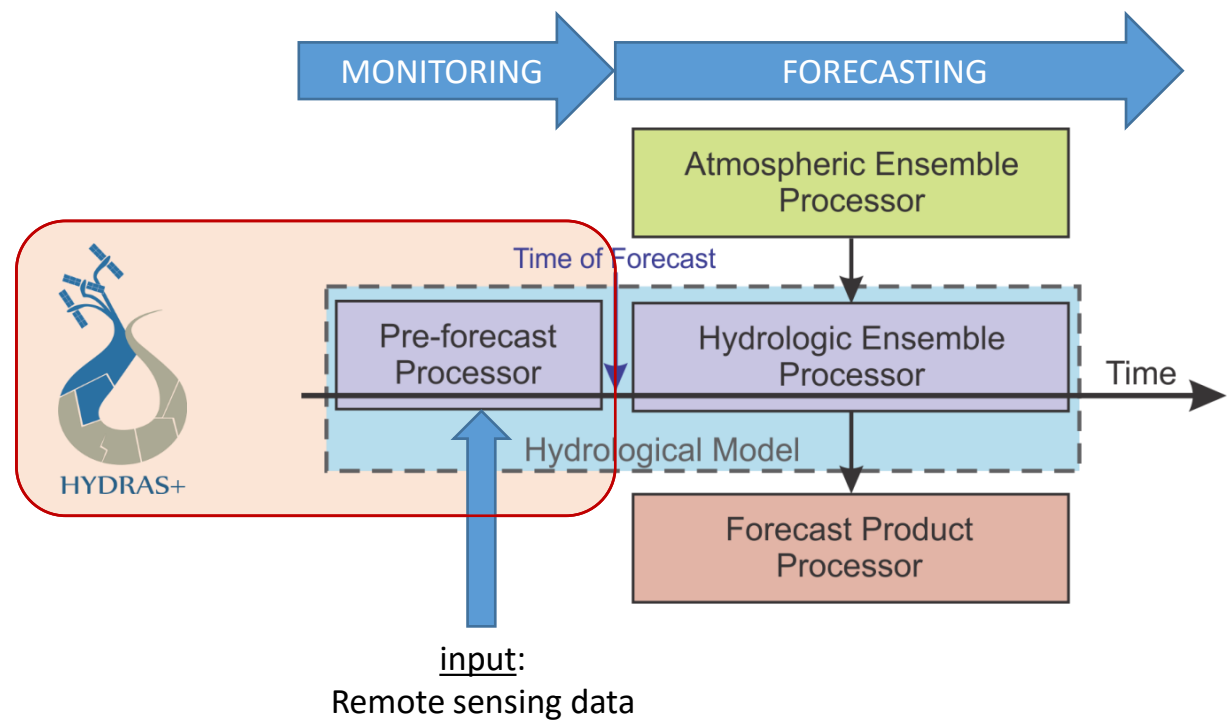 MONITORING
FORECASTING
Atmospheric Ensemble
Processor
Time of Forecast
Pre-forecast
Processor
Hydrologic Ensemble
Processor
Time
Hydrological Model
HYDRAS+
Forecast Product
Processor
input:
Remote sensing data